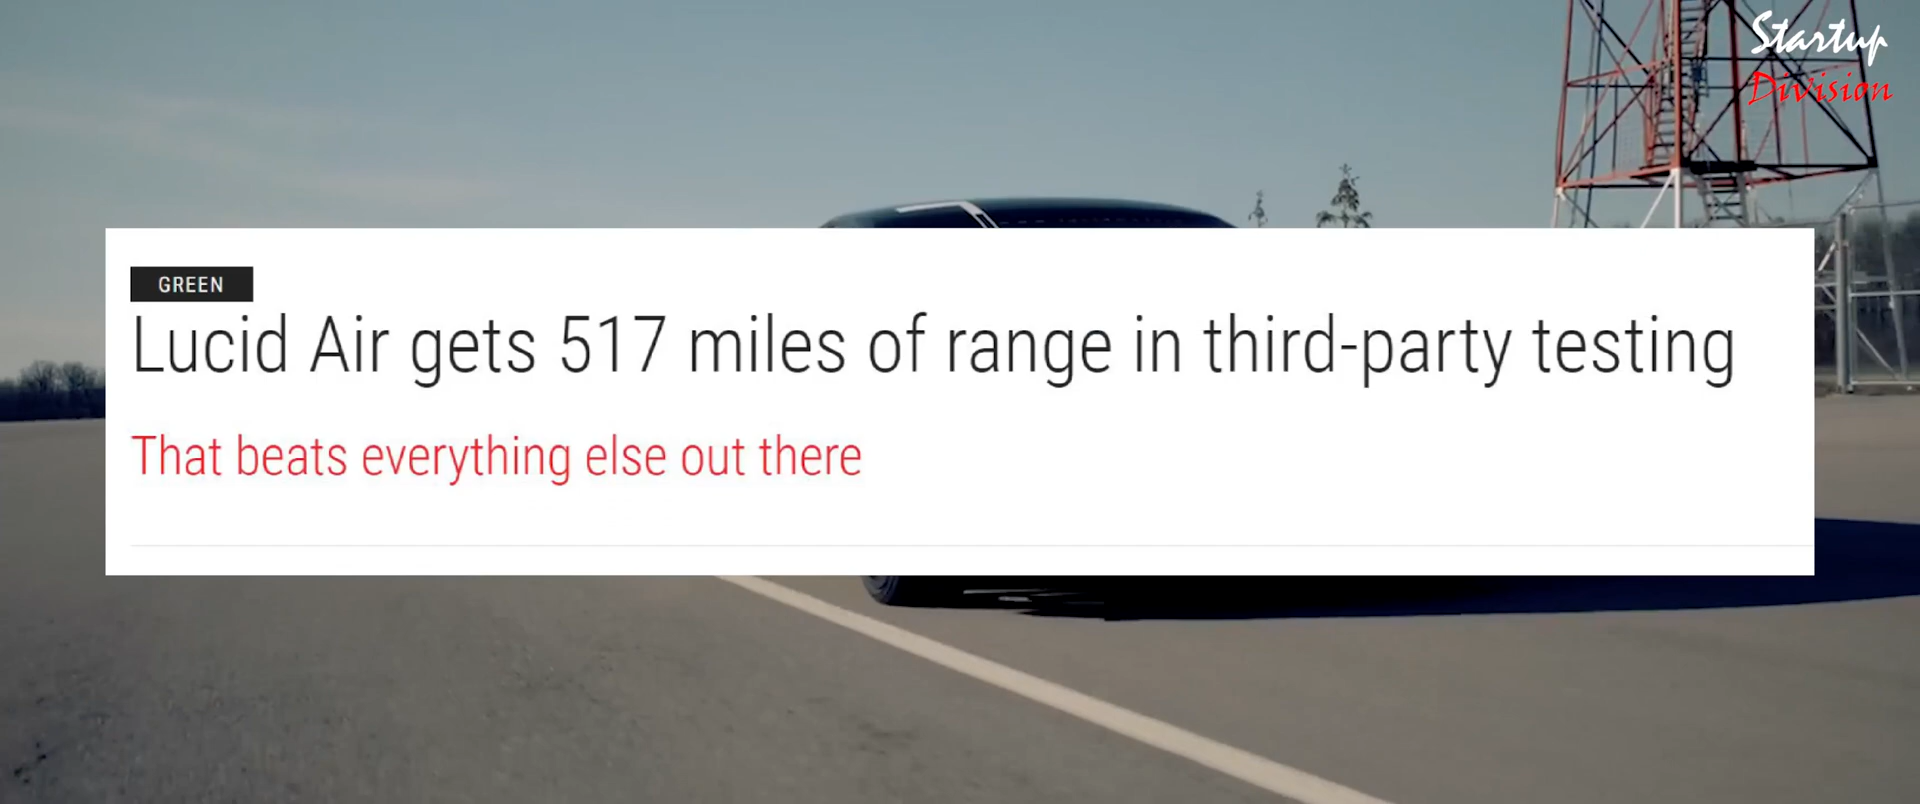 Startup
Division
GREEN
Lucid Air gets 517 miles of range in third-party testing
That beats everything else out there